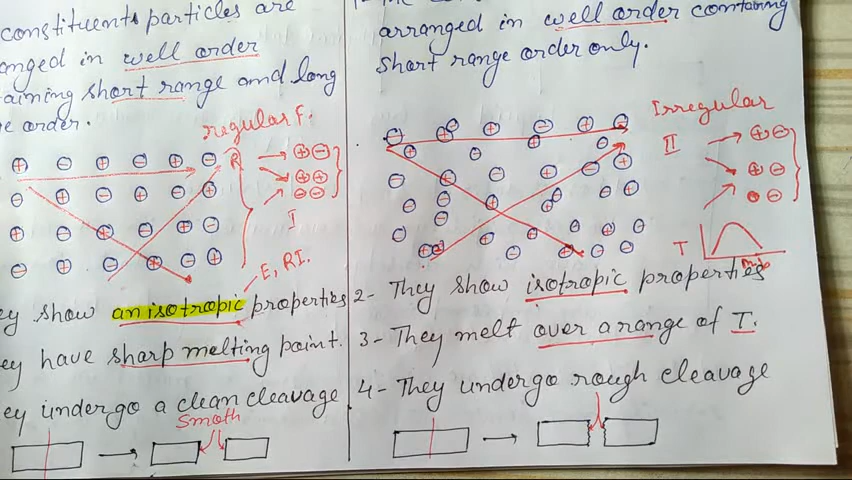 constituents particles are
anged in well order
aining short range and long
e order.
regular f.
R
I
E, RI.
ey show anisotropic properties
ey have sharp melting point.
ey undergo a clean cleavage
Smoth
arranged in well order containing
short range order only.
Irregular
II
T
2- They show isotropic properties
3- They melt over a range of T.
4- They undergo rough cleavage